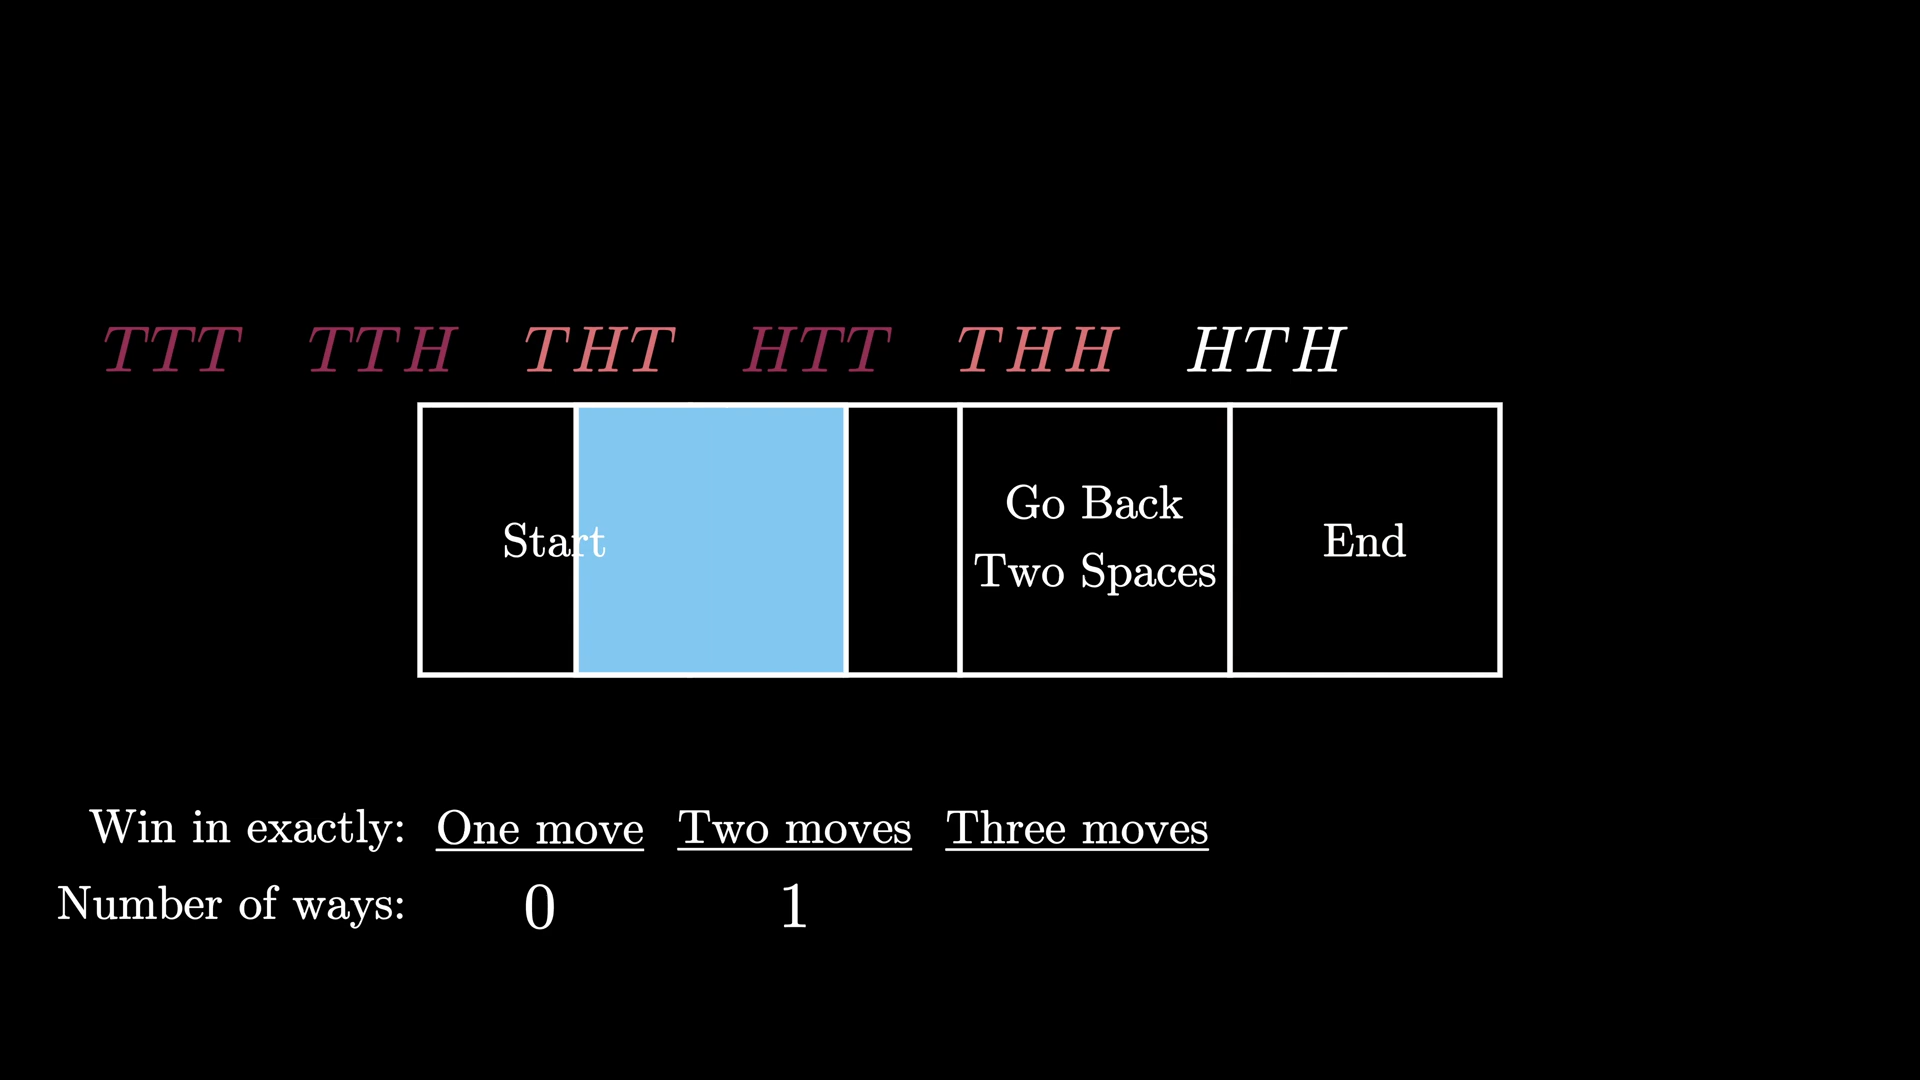 TTT TTH THT HTT THH HTH
Start
Go Back
Two Spaces
End
Win in exactly: One move Two moves Three moves
Number of ways: 0 1